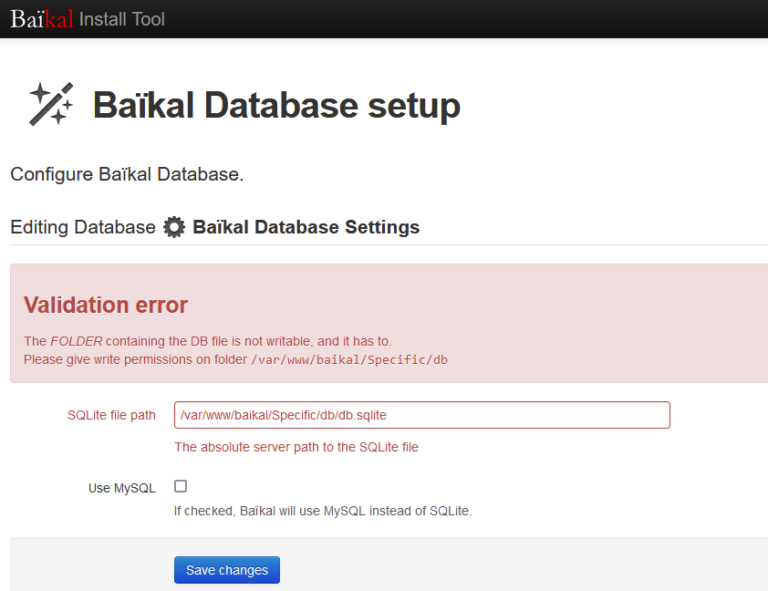 Baïkal Install Tool
Baïkal Database setup
Configure Baïkal Database.
Editing Database Baïkal Database Settings
Validation error
The FOLDER containing the DB file is not writable, and it has to.
Please give write permissions on folder /var/www/baikal/Specific/db
SQLite file path /var/www/baikal/Specific/db/db.sqlite
The absolute server path to the SQLite file
Use MySQL
If checked, Baïkal will use MySQL instead of SQLite.
Save changes